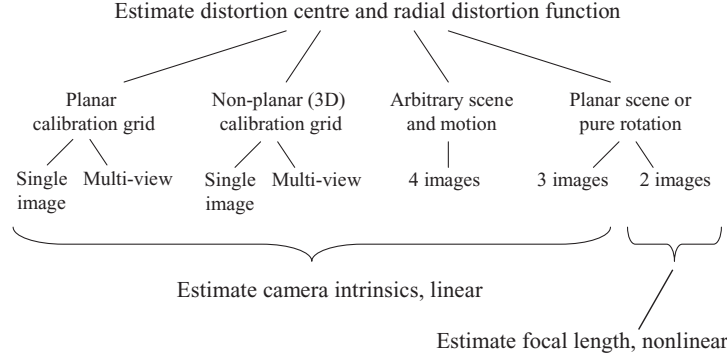 Estimate distortion centre and radial distortion function
Planar
calibration grid
Non-planar (3D)
calibration grid
Arbitrary scene
and motion
Planar scene or
pure rotation
Single
image
Multi-view
Single
image
Multi-view
4 images
3 images
2 images
Estimate camera intrinsics, linear
Estimate focal length, nonlinear